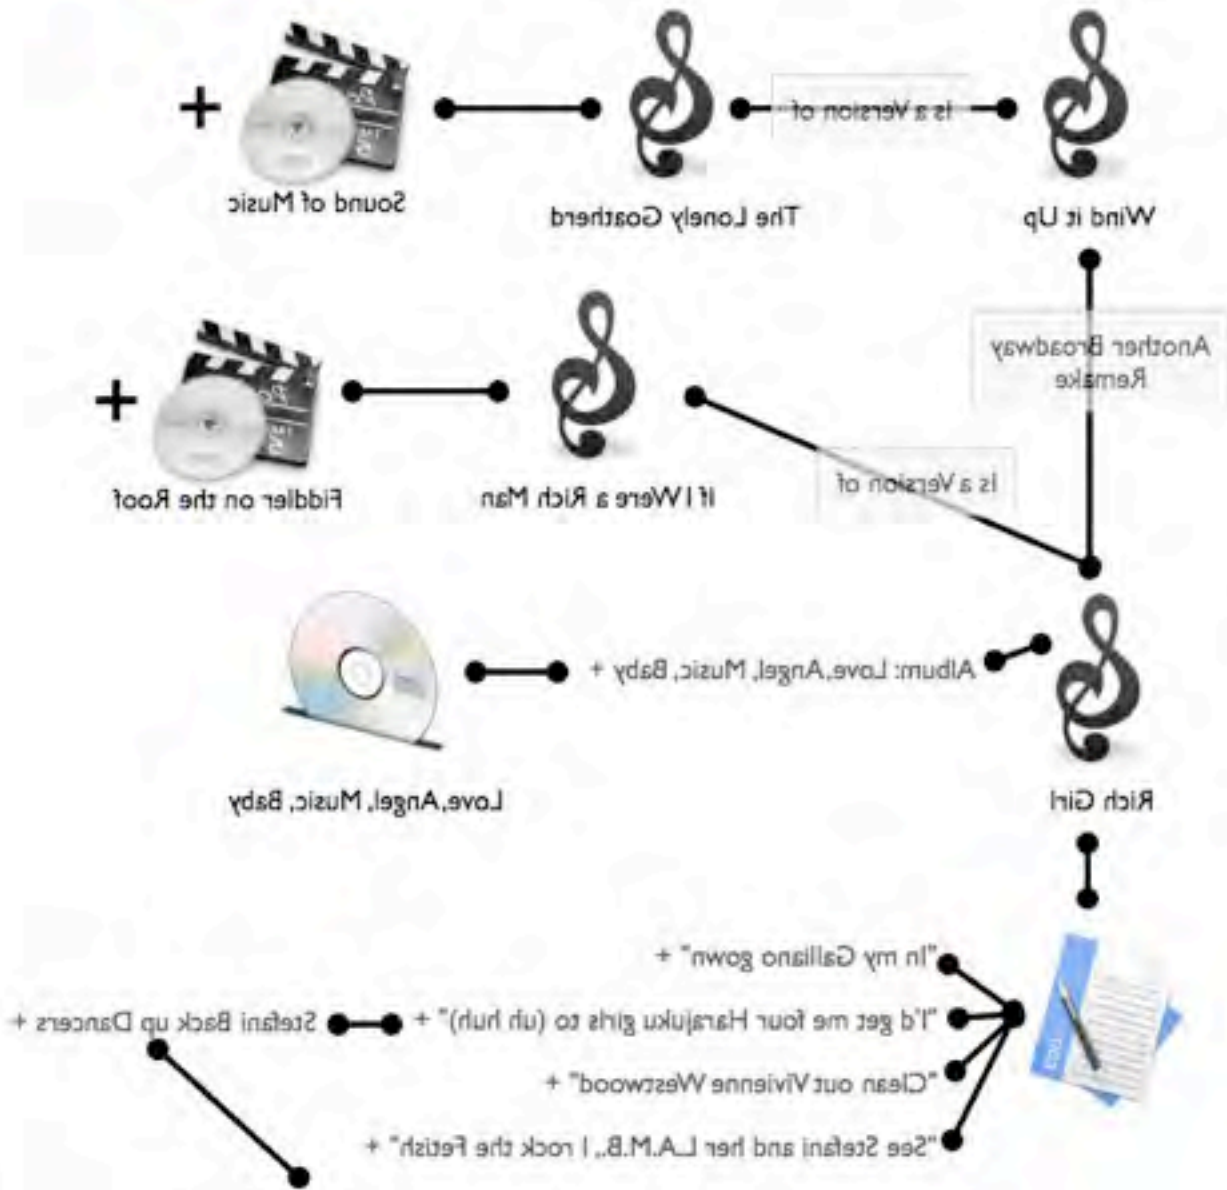 Is a Version of
Sound of Music
The Lonely Goatherd
Wind it Up
Another Broadway
Remake
Is a Version of
Fiddler on the Roof
If I Were a Rich Man
Album: Love, Angel, Music, Baby +
Love, Angel, Music, Baby
Rich Girl
"In my Galliano gown" +
"I'd get me four Harajuku girls to (uh huh)" +
Stefani Back up Dancers +
"Clean out Vivienne Westwood" +
"See Stefani and her L.A.M.B., I rock the Fetish" +